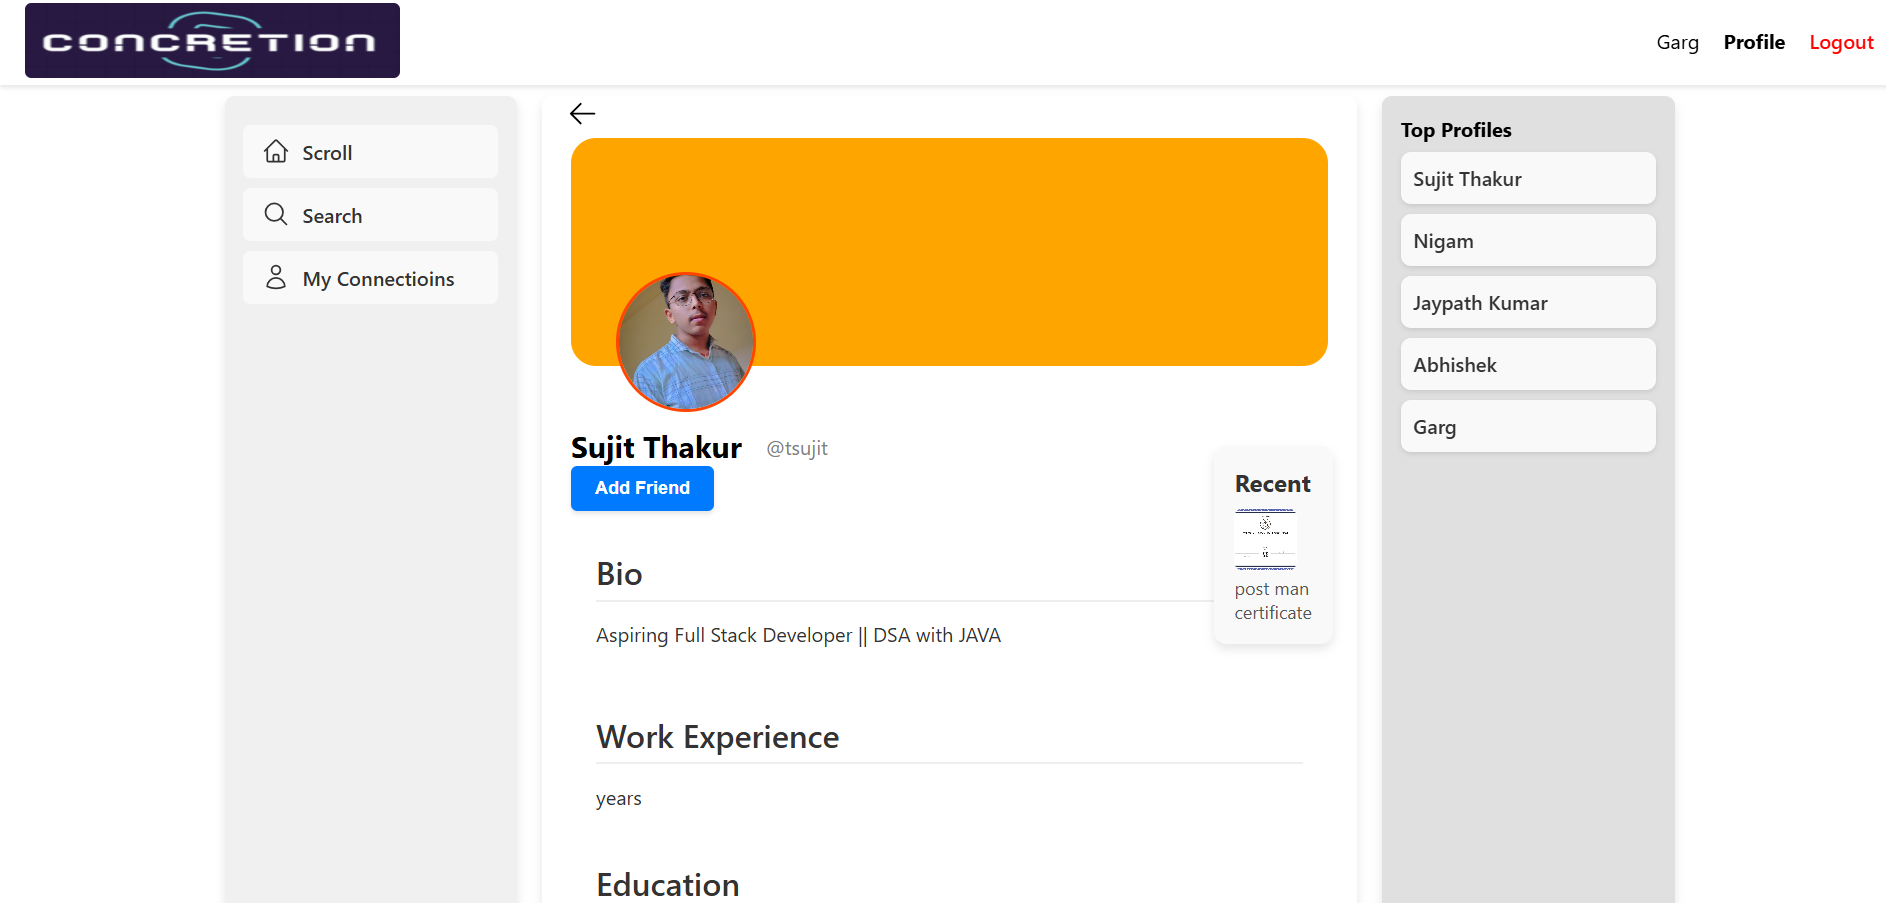 CONCRETION
Garg Profile Logout
Scroll
Search
My Connectioins
Sujit Thakur @tsujit
Add Friend
Bio
Aspiring Full Stack Developer || DSA with JAVA
Work Experience
years
Education
Recent
post man
certificate
Top Profiles
Sujit Thakur
Nigam
Jaypath Kumar
Abhishek
Garg